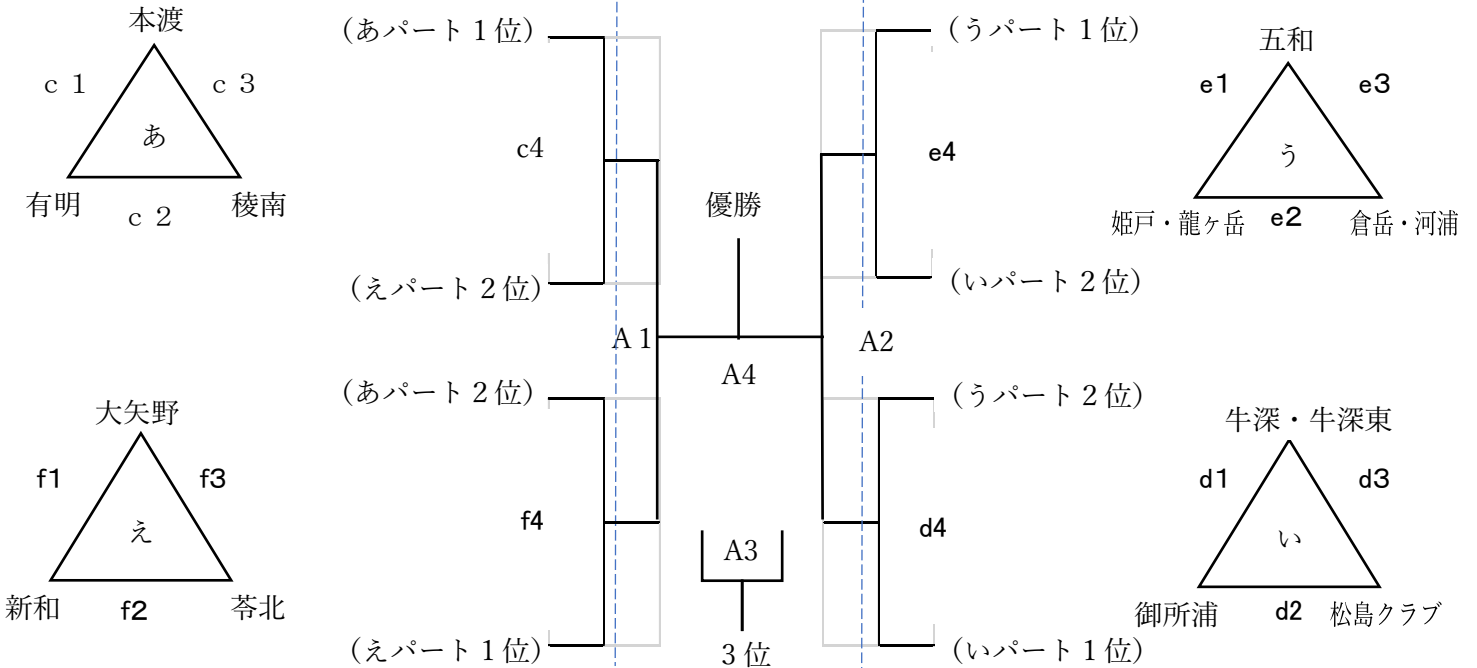 本渡
ｃ １
ｃ ３
あ
有明
ｃ ２
稜南
(あパート１位)
c4
(えパート２位)
(うパート１位)
e4
(いパート２位)
五和
e1
e3
う
姫戸・龍ヶ岳
e2
倉岳・河浦
優勝
A１
A4
A2
大矢野
f1
f3
え
新和
f2
苓北
(あパート２位)
f4
(えパート１位)
A3
３位
(うパート２位)
d4
(いパート１位)
牛深・牛深東
d1
d3
い
御所浦
d2
松島クラブ